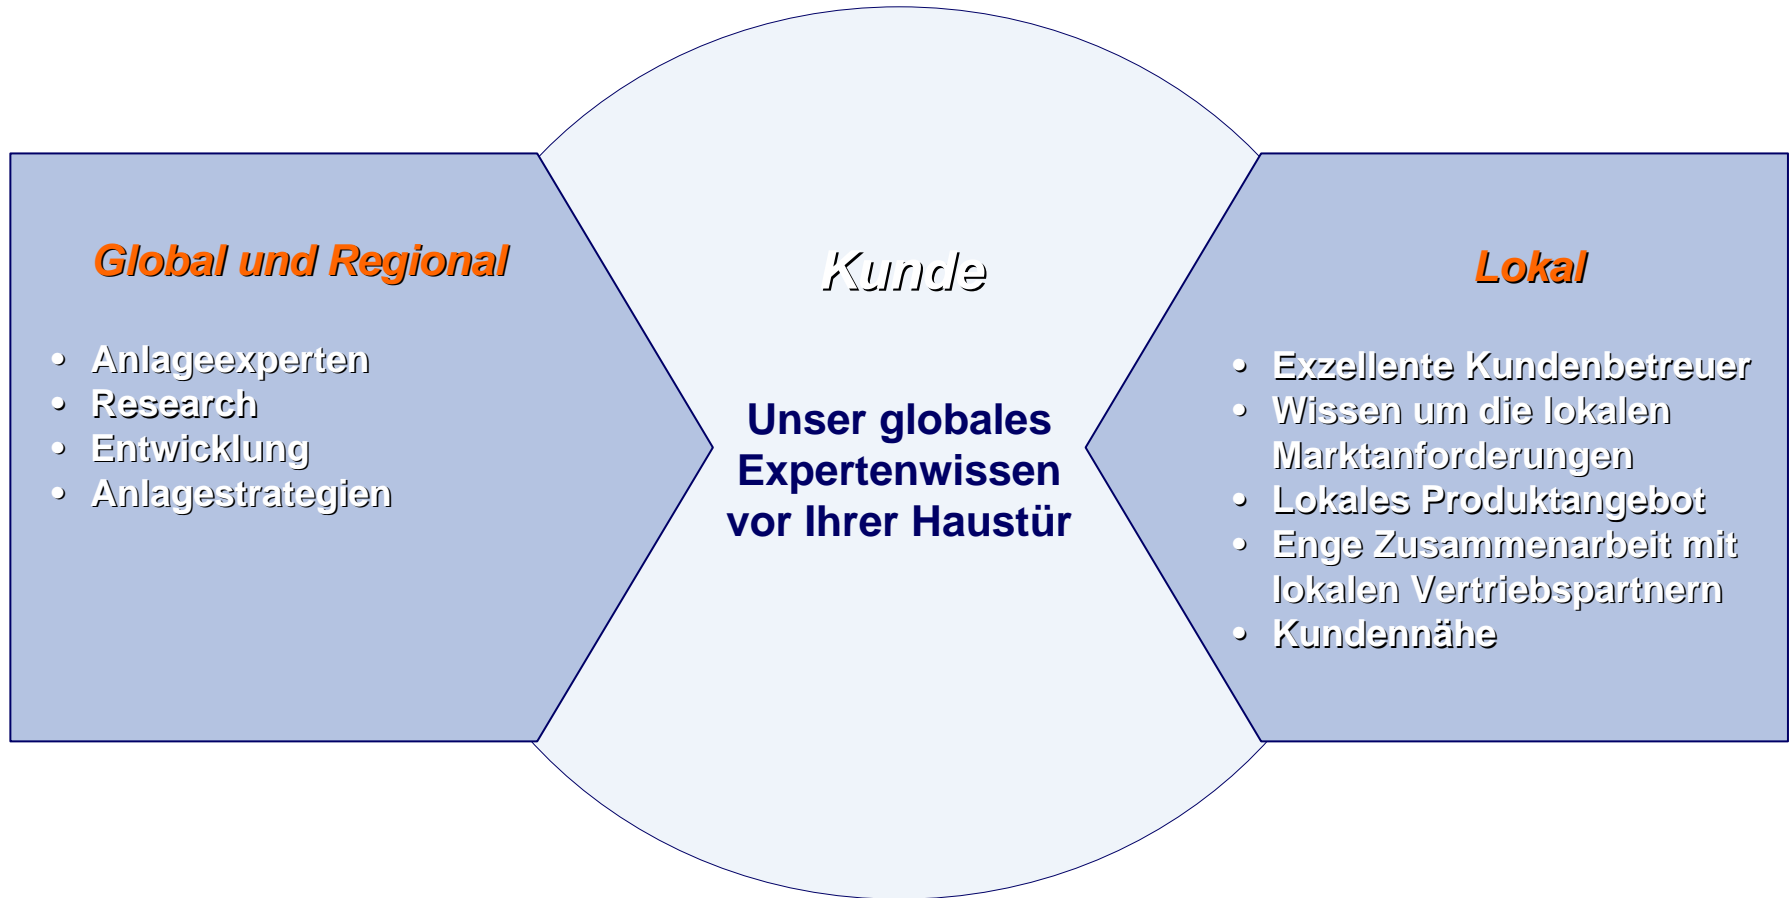 Global und Regional
• Anlageexperten
• Research
• Entwicklung
• Anlagestrategien
Kunde
Unser globales
Expertenwissen
vor Ihrer Haustür
Lokal
• Exzellente Kundenbetreuer
• Wissen um die lokalen
Marktanforderungen
• Lokales Produktangebot
• Enge Zusammenarbeit mit
lokalen Vertriebspartnern
• Kundennähe